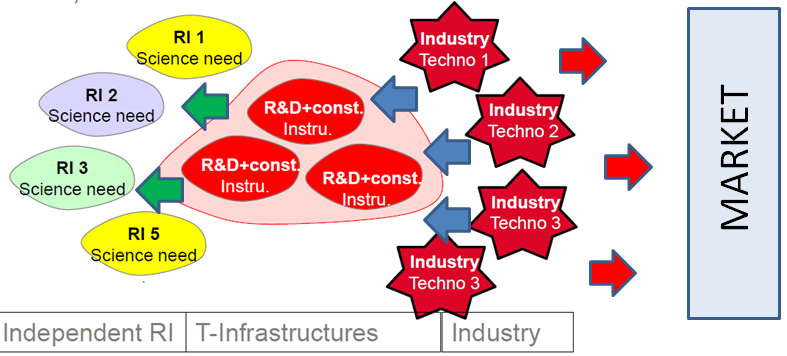 RI 1
Science need
RI 2
Science need
RI 3
Science need
RI 5
Science need
R&D+const.
Instru.
R&D+const.
Instru.
R&D+const.
Instru.
Industry
Techno 1
Industry
Techno 2
Industry
Techno 3
Industry
Techno 3
MARKET
Independent RI
T-Infrastructures
Industry